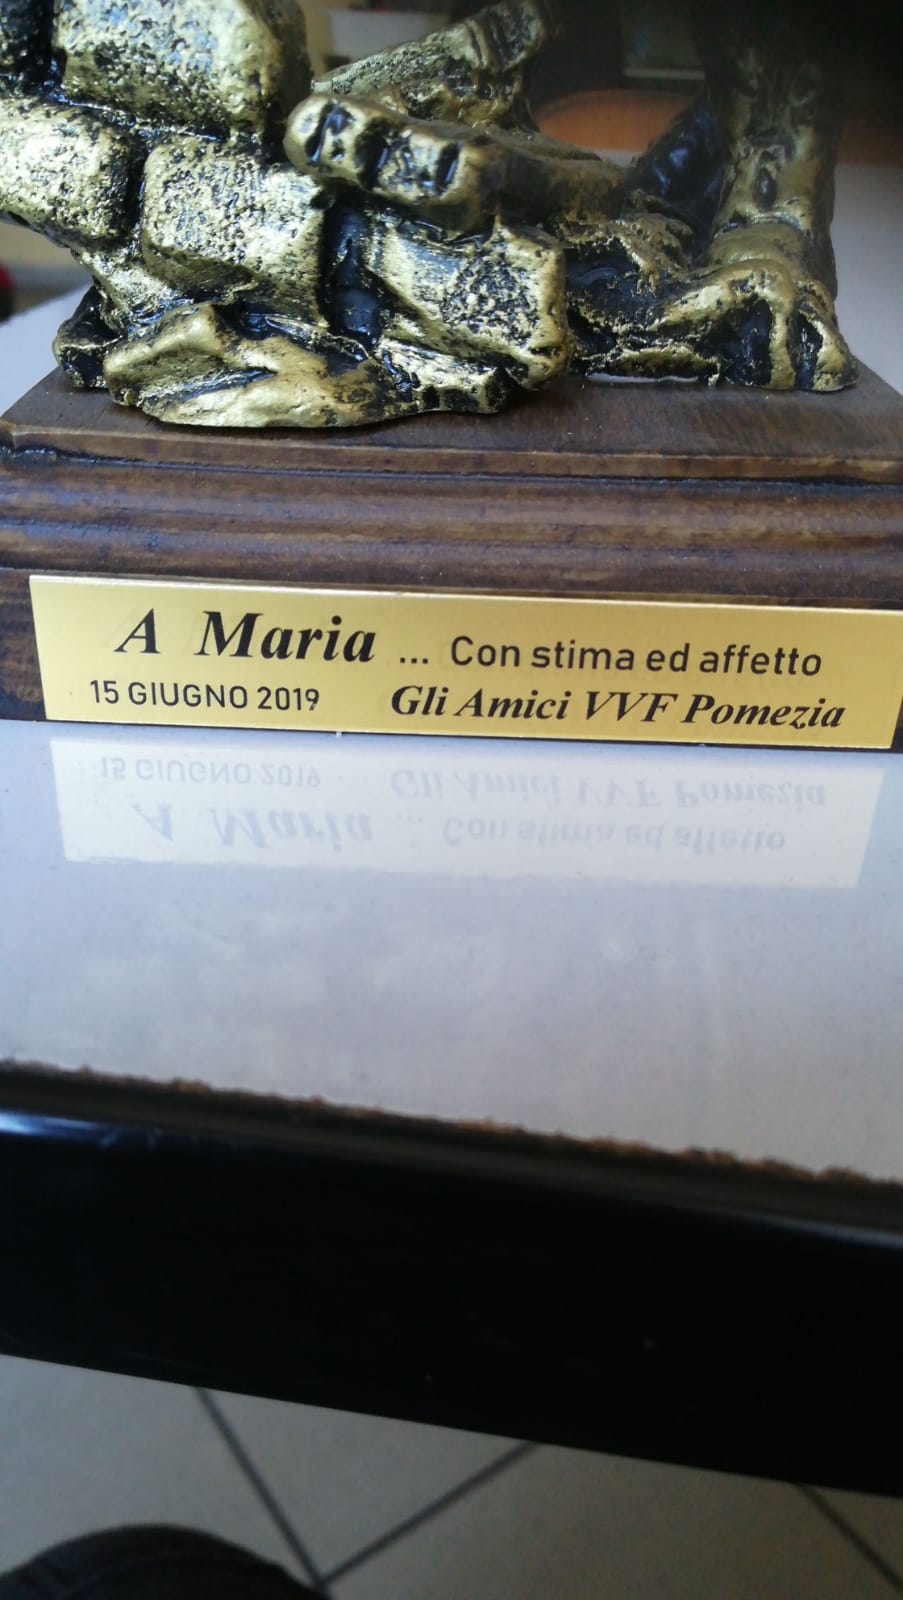 A Maria ... Con stima ed affetto
15 GIUGNO 2019 Gli Amici VVF Pomezia